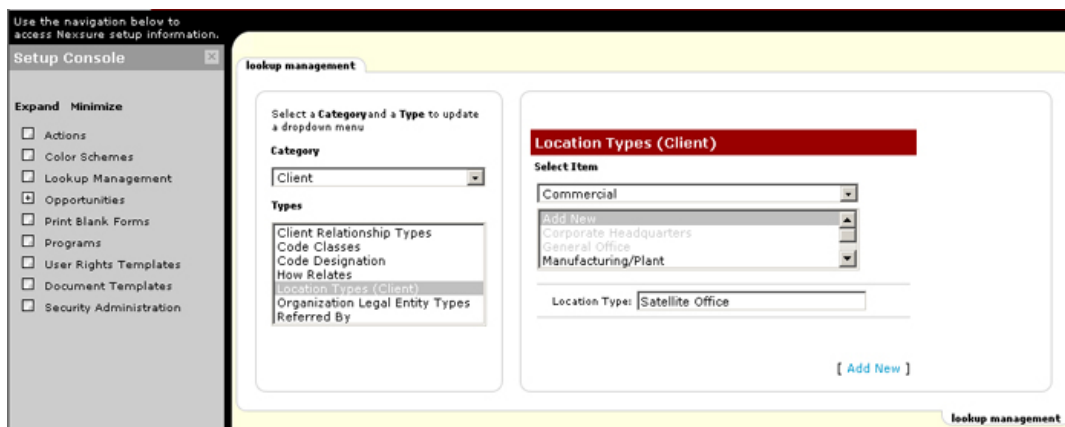 Use the navigation below to
access Nexsure setup information.
Setup Console
Expand Minimize
Actions
Color Schemes
Lookup Management
Opportunities
Print Blank Forms
Programs
User Rights Templates
Document Templates
Security Administration
lookup management
Select a Category and a Type to update
a dropdown menu
Category
Client
Types
Client Relationship Types
Code Classes
Code Designation
How Relates
Location Types (Client)
Organization Legal Entity Types
Referred By
Location Types (Client)
Select Item
Commercial
Add New
Corporate Headquarters
General Office
Manufacturing/Plant
Location Type: Satellite Office
[ Add New ]
lookup management